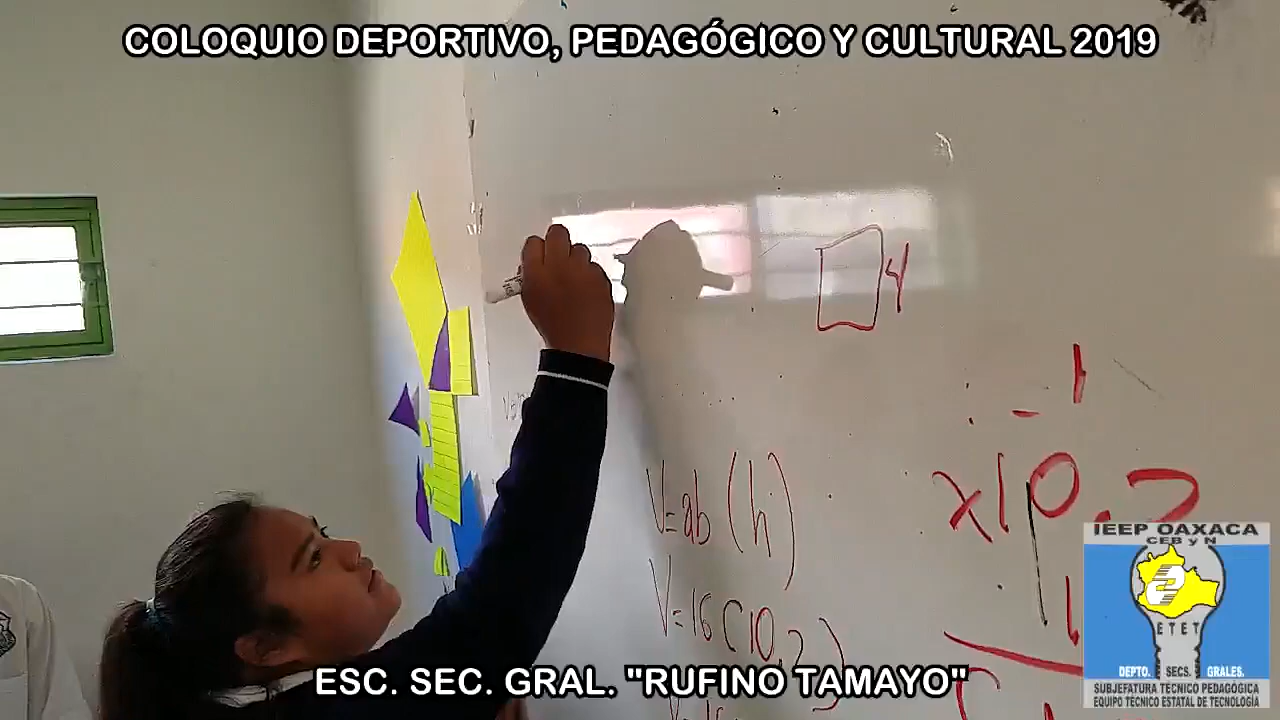 COLOQUIO DEPORTIVO, PEDAGÓGICO Y CULTURAL 2019
4
V=ab (h)
x10.2
V=16 (10.2)
ESC. SEC. GRAL. "RUFINO TAMAYO"
IEEP OAXACA
CEB y N
ETET
DEPTO. SECS. GRALES.
SUBJEFATURA TÉCNICO PEDAGÓGICA
EQUIPO TÉCNICO ESTATAL DE TECNOLOGÍA